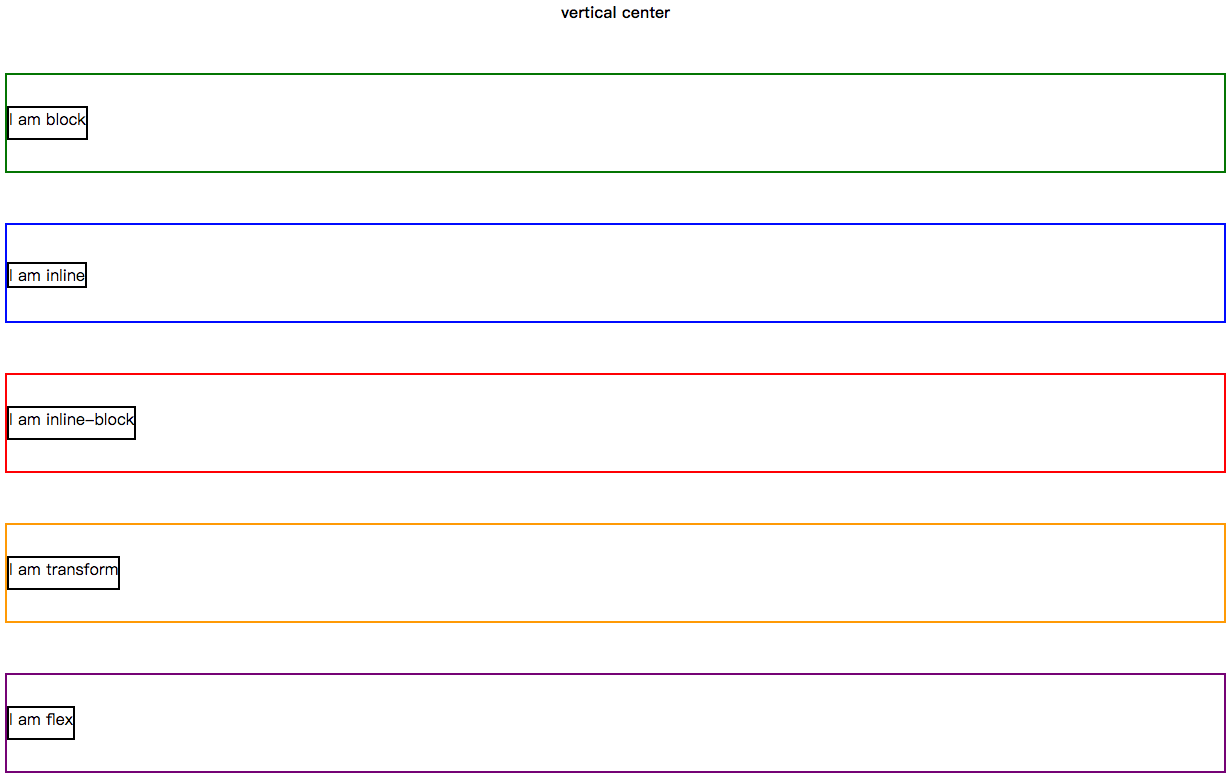 vertical center
I am block
I am inline
I am inline-block
I am transform
I am flex